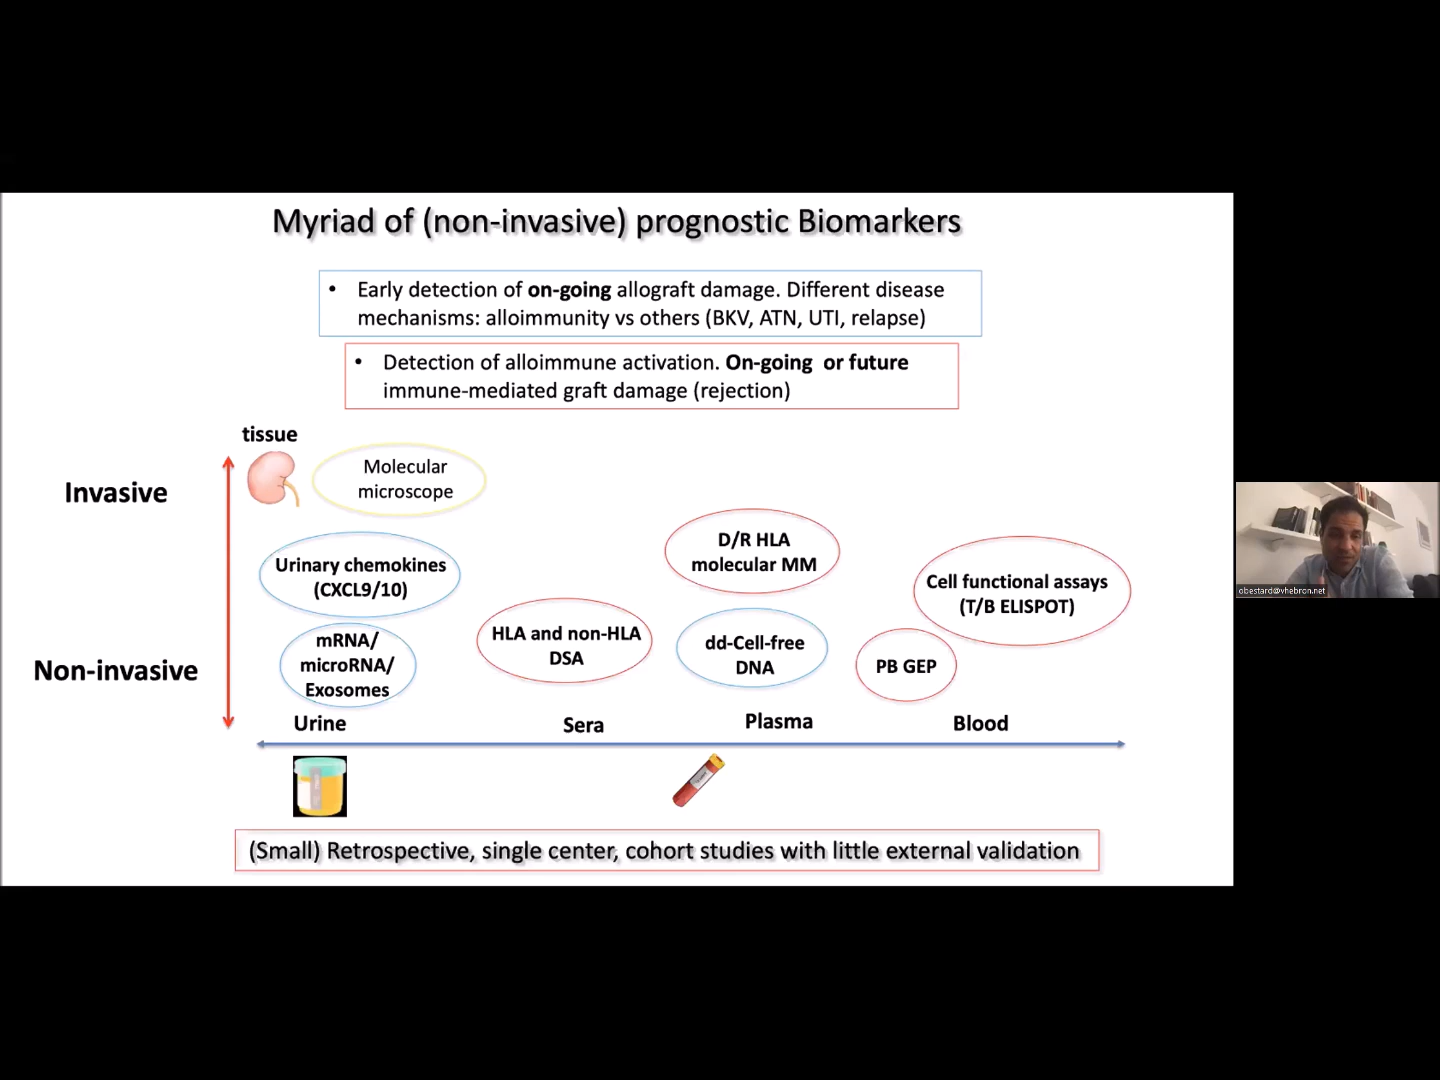 Myriad of (non-invasive) prognostic Biomarkers
• Early detection of on-going allograft damage. Different disease
mechanisms: alloimmunity vs others (BKV, ATN, UTI, relapse)
• Detection of alloimmune activation. On-going or future
immune-mediated graft damage (rejection)
tissue
Invasive
Molecular
microscope
Urinary chemokines
(CXCL9/10)
D/R HLA
molecular MM
Cell functional assays
(T/B ELISPOT)
Non-invasive
mRNA/
microRNA/
Exosomes
HLA and non-HLA
DSA
dd-Cell-free
DNA
PB GEP
Urine
Sera
Plasma
Blood
(Small) Retrospective, single center, cohort studies with little external validation
obestard@vhebron.net